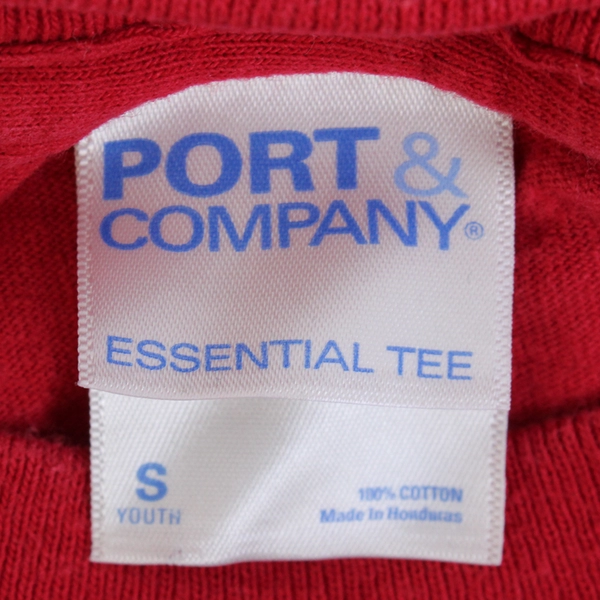 PORT &
COMPANY®
ESSENTIAL TEE
S
YOUTH
100% COTTON
Made In Honduras